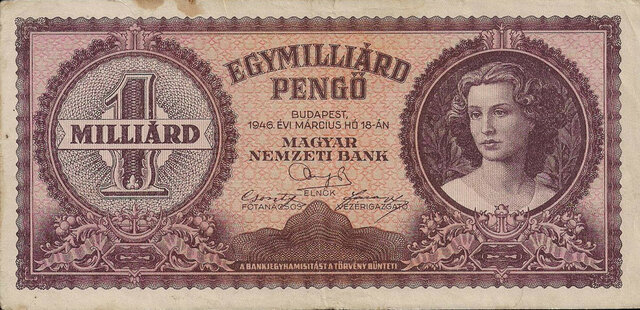 EGYMILLIÁRD
PENGŐ
1
MILLIÁRD
BUDAPEST,
1946. ÉVI MÁRCIUS HÓ 18-ÁN
MAGYAR
NEMZETI BANK
ELNÖK
FŐTANÁCSOS
VEZÉRIGAZGATÓ
A BANKJEGYHAMISITÁST A TÖRVÉNY BÜNTETI